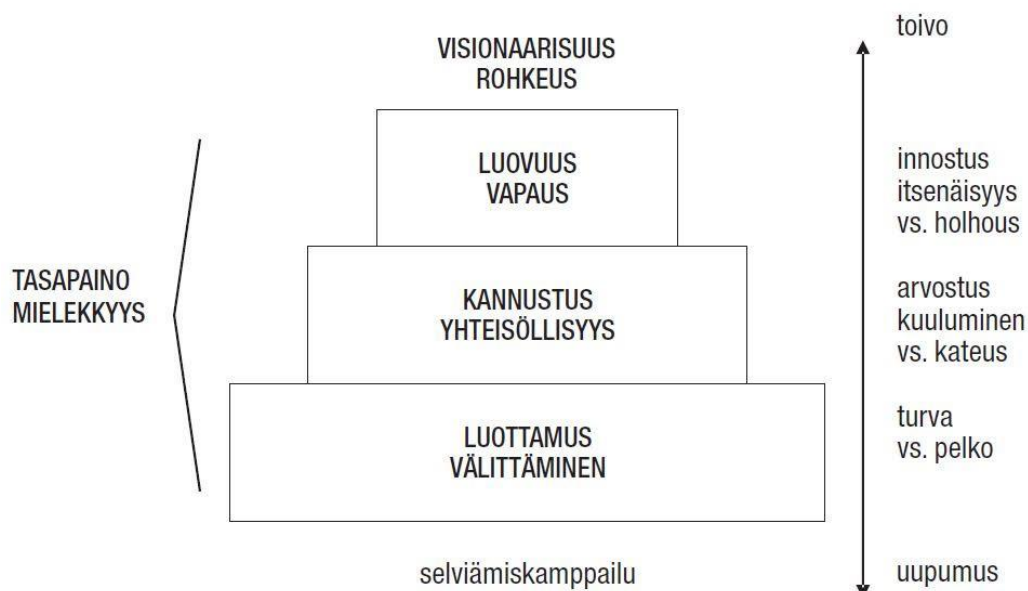 toivo
VISIONAARISUUS
ROHKEUS
LUOVUUS
VAPAUS
innostus
itsenäisyys
vs. holhous
TASAPAINO
MIELEKKYYS
KANNUSTUS
YHTEISÖLLISYYS
arvostus
kuuluminen
vs. kateus
LUOTTAMUS
VÄLITTÄMINEN
turva
vs. pelko
selviämiskamppailu
uupumus